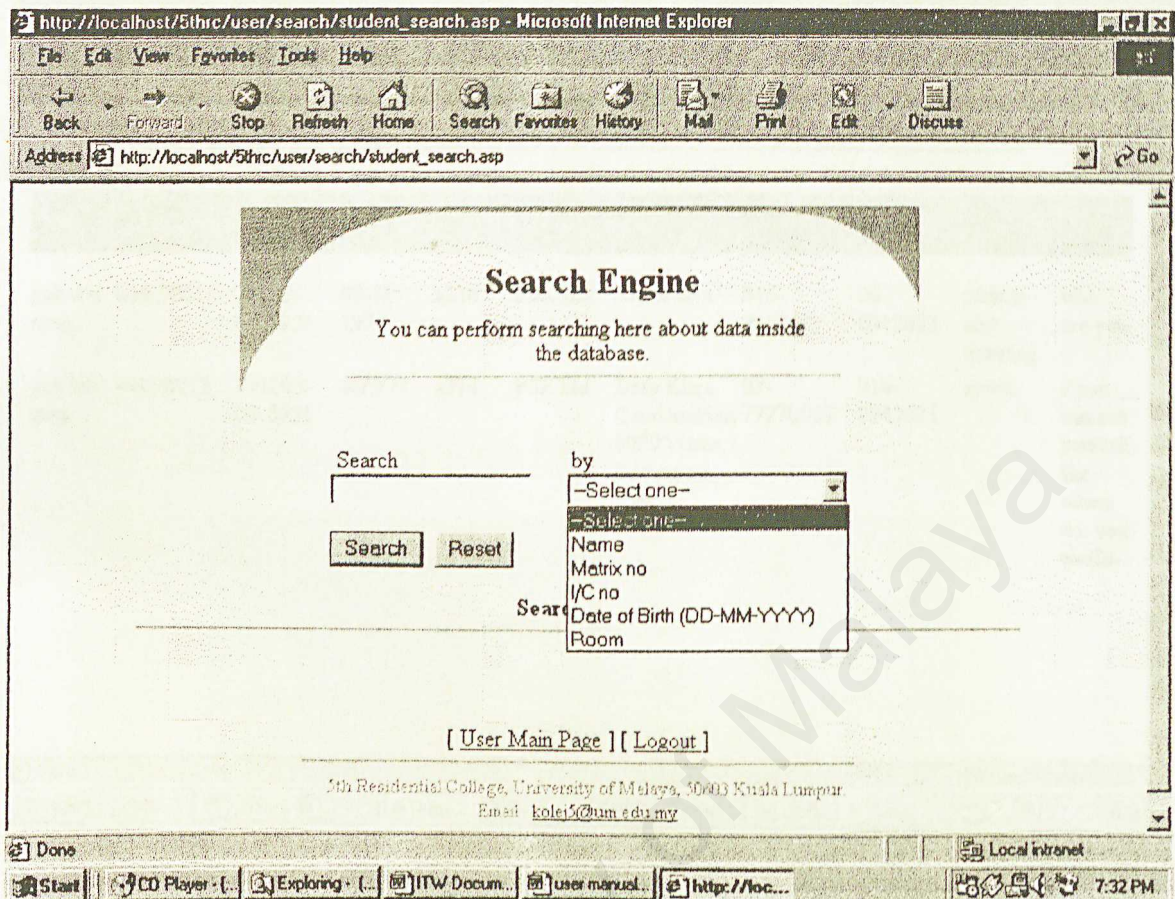 http://localhost/5thrc/user/search/student_search.asp - Microsoft Internet Explorer
File Edit View Favorites Tools Help
Back Forward Stop Refresh Home Search Favorites History Mail Print Edit Discuss
Address http://localhost/5thrc/user/search/student_search.asp Go
Search Engine
You can perform searching here about data inside
the database.
Search by
--Select one--
--Select one--
Search Reset
Name
Matrix no
I/C no
Sear
Date of Birth (DD-MM-YYYY)
Room
[ User Main Page ] [ Logout ]
5th Residential College, University of Malaya, 50603 Kuala Lumpur.
Email : kolej5@um.edu.my
Done Local intranet
Start CD Player - [... Exploring - (... ITW Docum... user manual... http://loc... 7:32 PM
of Malaya